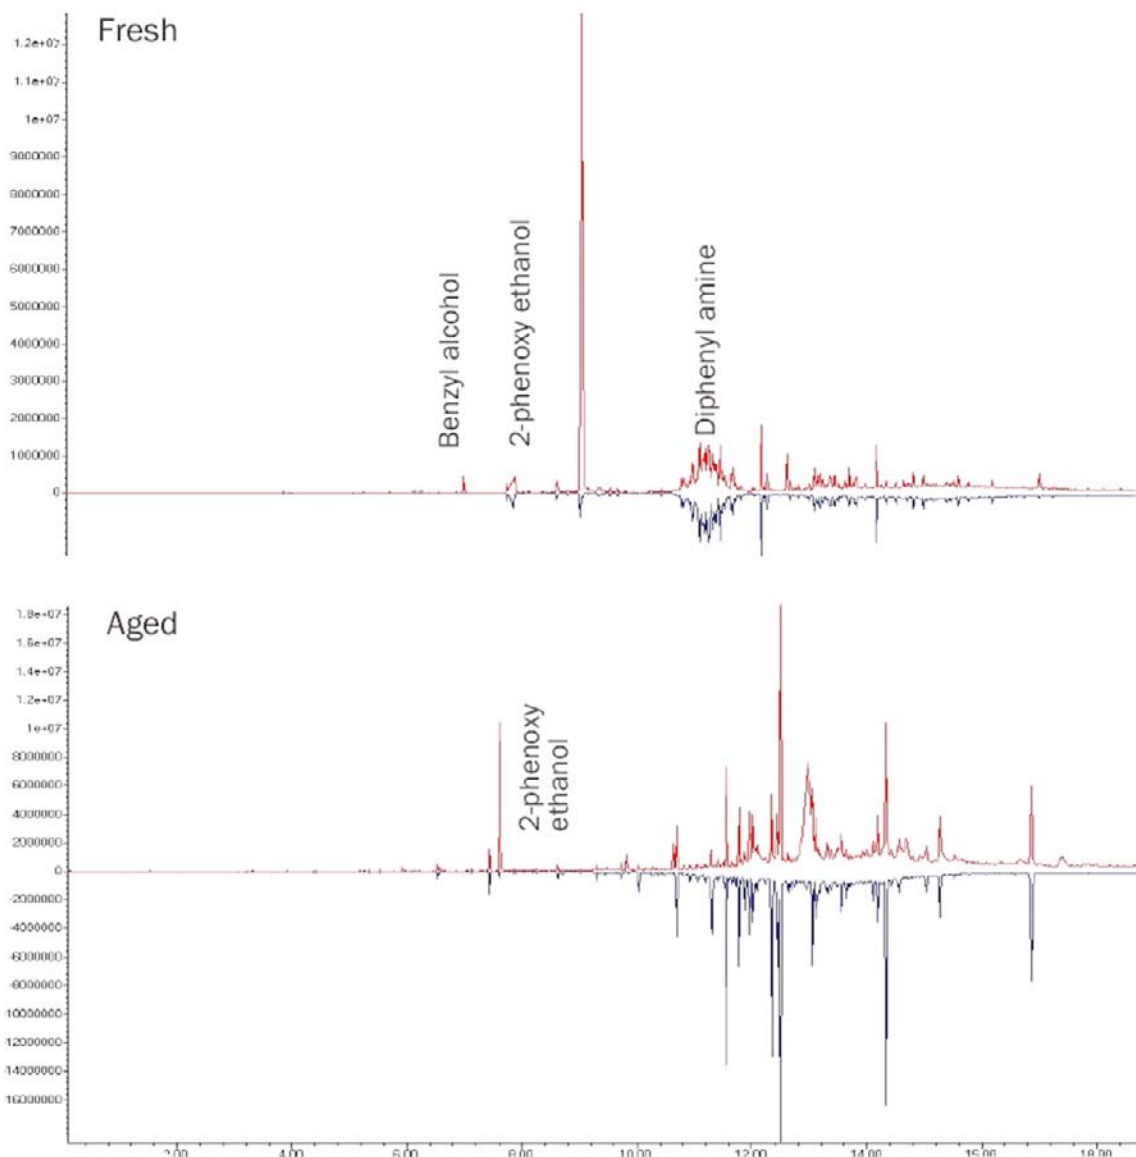 Fresh
1.2e+07
1.1e+07
1e+07
9000000
8000000
7000000
6000000
5000000
4000000
3000000
2000000
1000000
0
Benzyl alcohol
2-phenoxy ethanol
Diphenyl amine
Aged
1.8e+07
1.6e+07
1.4e+07
1.2e+07
1e+07
8000000
6000000
4000000
2000000
0
-2000000
-4000000
-6000000
-8000000
-10000000
-12000000
-14000000
-16000000
2-phenoxy
ethanol
2.00 4.00 6.00 8.00 10.00 12.00 14.00 16.00 18.00